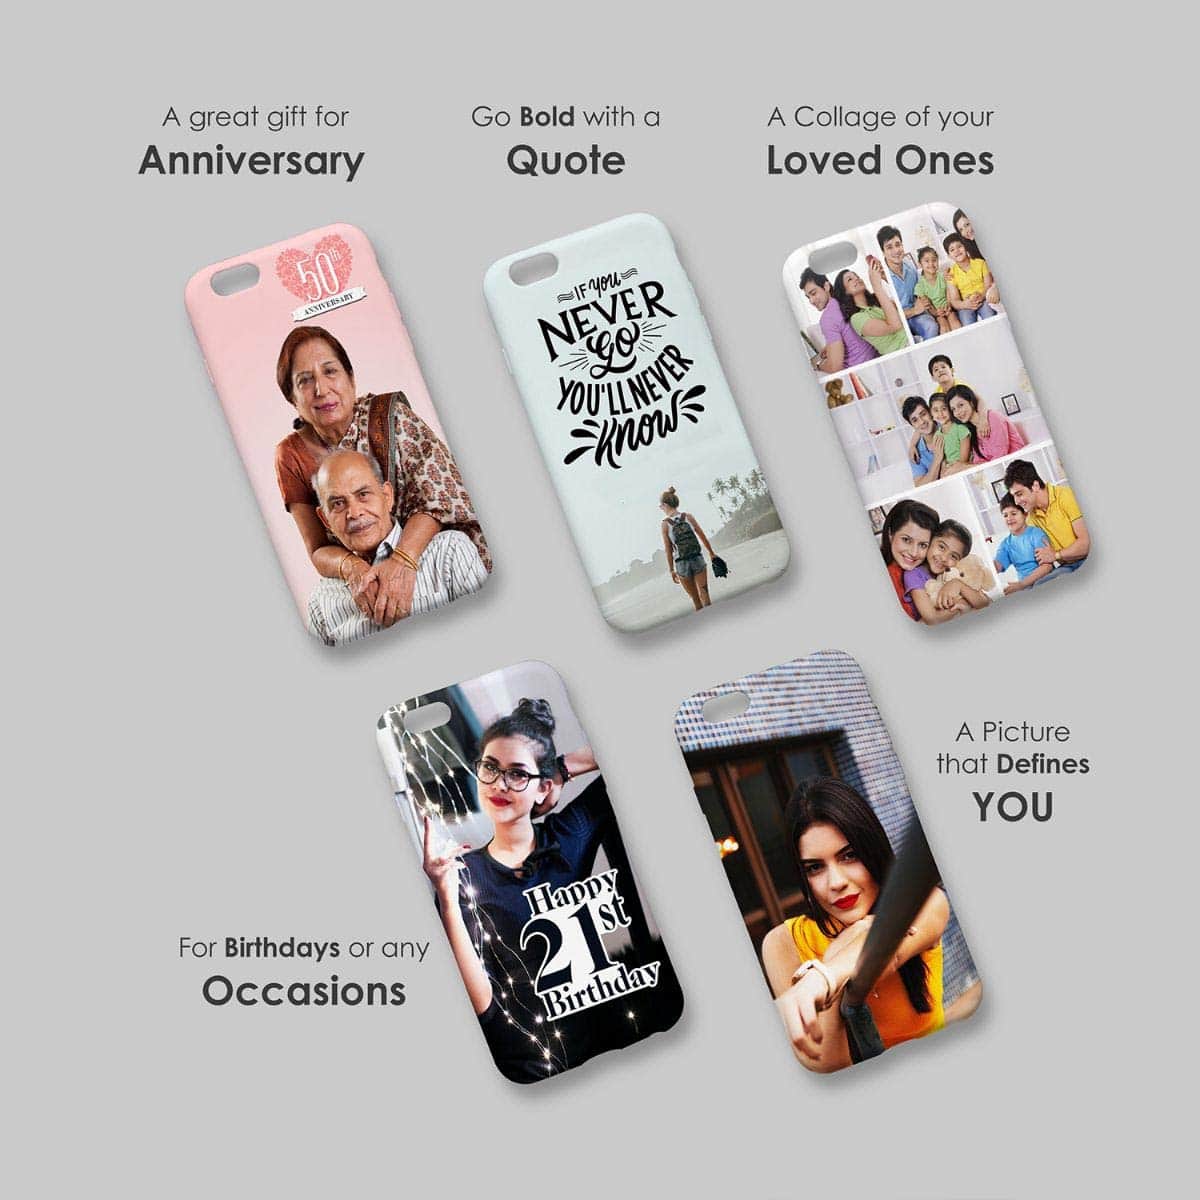 A great gift for
Anniversary
Go Bold with a
Quote
A Collage of your
Loved Ones
50th
ANNIVERSARY
IF You
NEVER
Go
YOU'LL NEVER
Know
A Picture
that Defines
YOU
Happy
21st
Birthday
For Birthdays or any
Occasions